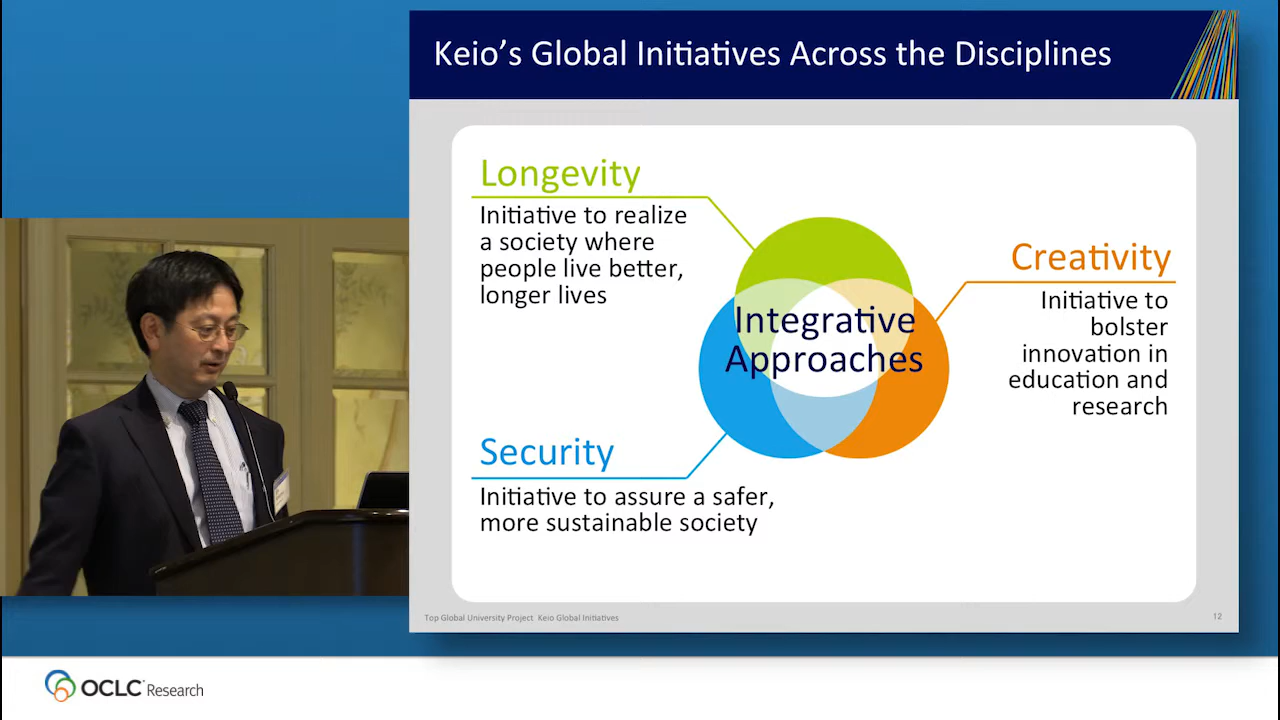 Keio's Global Initiatives Across the Disciplines
Longevity
Initiative to realize
a society where
people live better,
longer lives
Creativity
Initiative to
bolster
innovation in
education and
research
Integrative
Approaches
Security
Initiative to assure a safer,
more sustainable society
Top Global University Project Keio Global Initiatives
12
OCLC Research